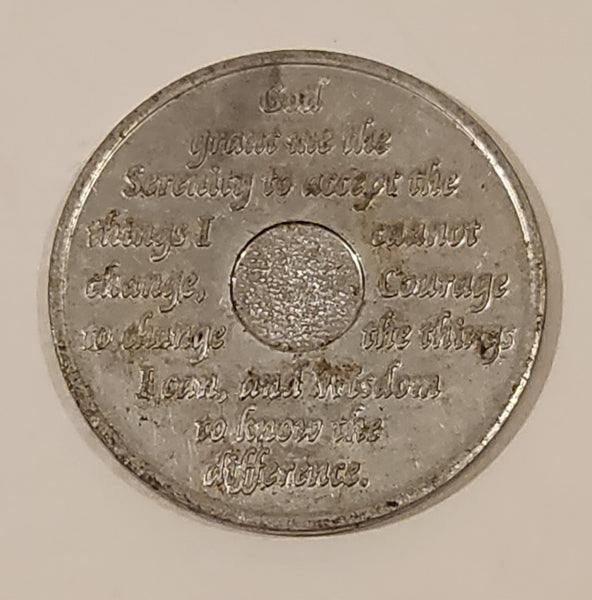 God
grant me the
Serenity to accept the
things I cannot
change, Courage
to change the things
I can, and Wisdom
to know the
difference.